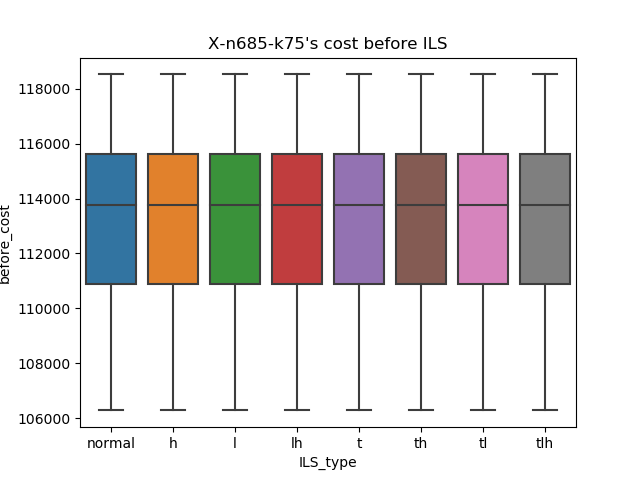 X-n685-k75's cost before ILS
before_cost
118000
116000
114000
112000
110000
108000
106000
normal h l lh t th tl tlh
ILS_type